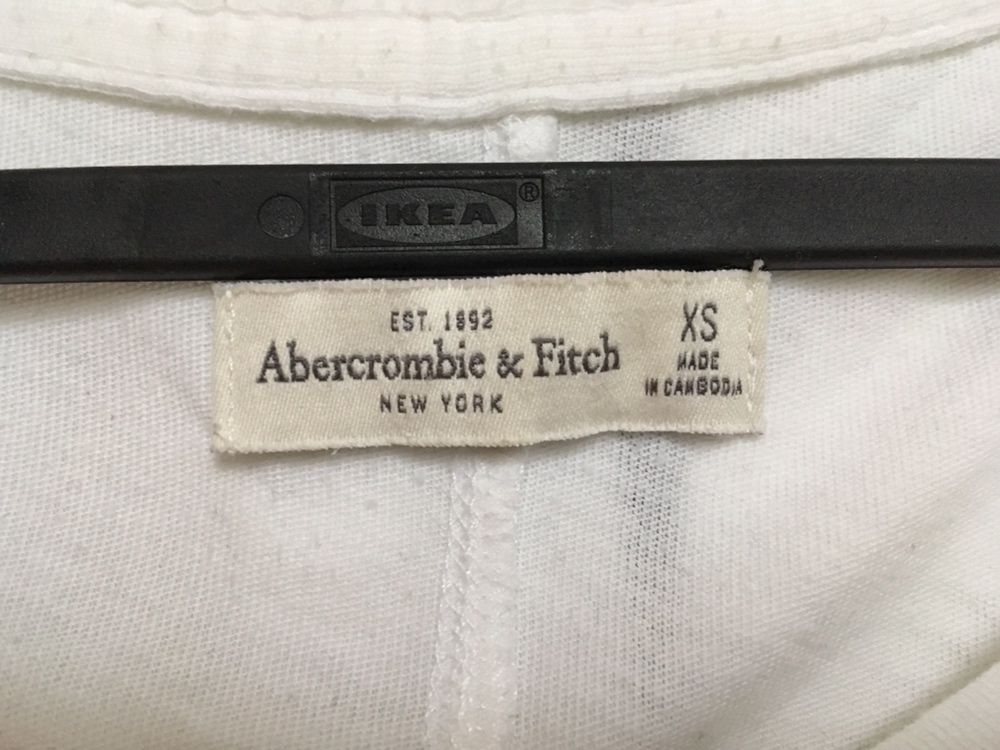 IKEA®
EST. 1892
Abercrombie & Fitch
NEW YORK
XS
MADE
IN CAMBODIA